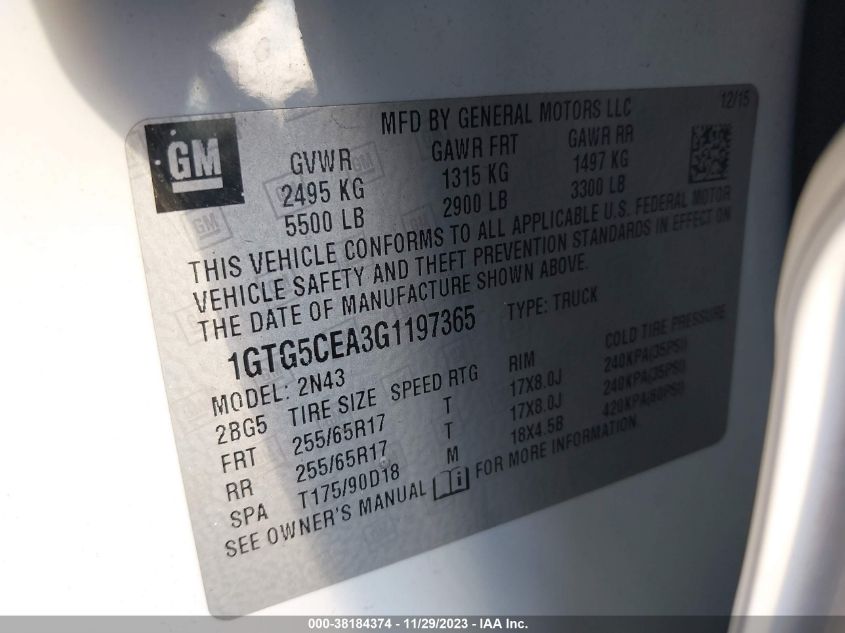 MFD BY GENERAL MOTORS LLC 12/15
GM
GVWR GAWR FRT GAWR RR
2495 KG 1315 KG 1497 KG
5500 LB 2900 LB 3300 LB
GM
THIS VEHICLE CONFORMS TO ALL APPLICABLE U.S. FEDERAL MOTOR
VEHICLE SAFETY AND THEFT PREVENTION STANDARDS IN EFFECT ON
THE DATE OF MANUFACTURE SHOWN ABOVE.
1GTG5CEA3G1197365 TYPE: TRUCK
MODEL: 2N43
2BG5 TIRE SIZE SPEED RTG RIM COLD TIRE PRESSURE
FRT 255/65R17 T 17X8.0J 240KPA(35PSI)
RR 255/65R17 T 17X8.0J 240KPA(35PSI)
SPA T175/90D18 M 18X4.5B 420KPA(60PSI)
SEE OWNER'S MANUAL i FOR MORE INFORMATION
000-38184374 - 11/29/2023 - IAA Inc.